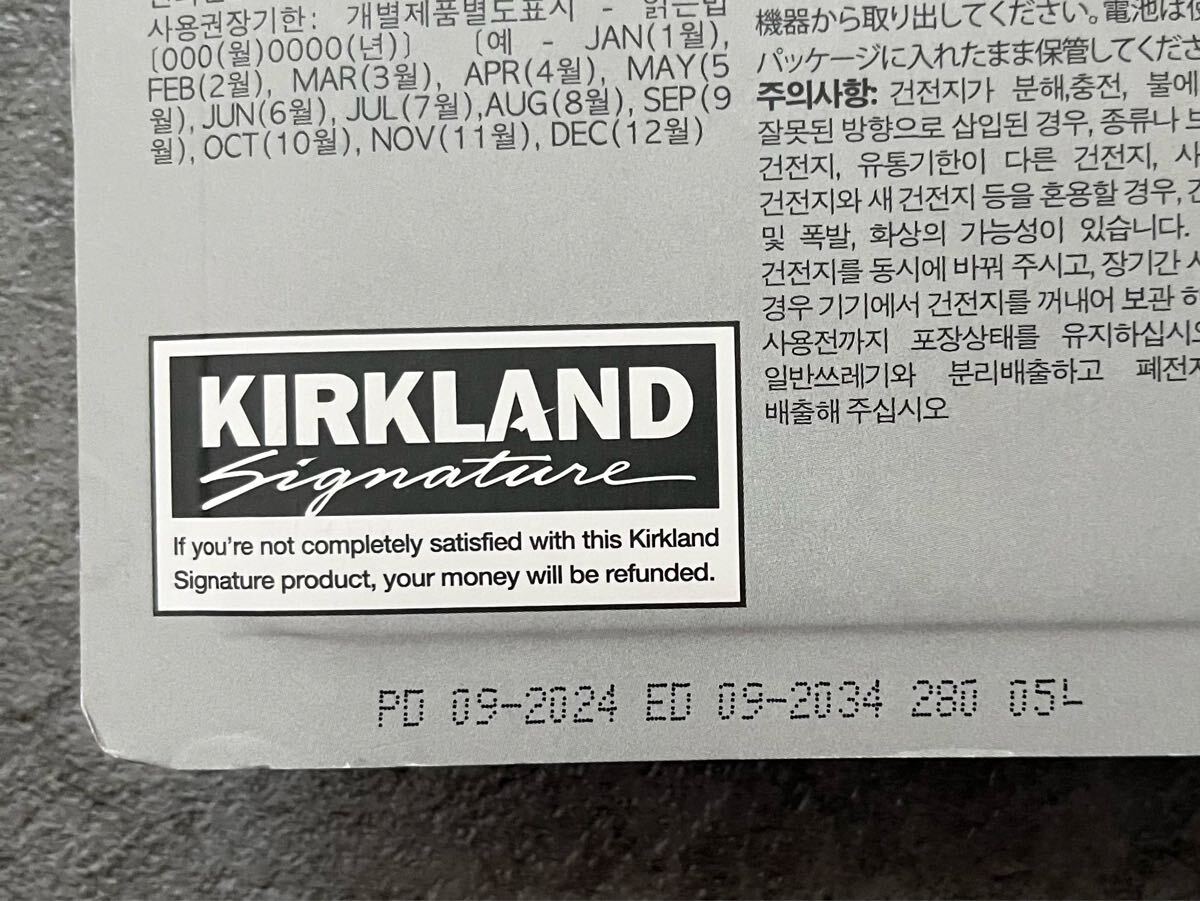 사용권장기한: 개별제품별도표시 - 읽는법
(000(월)0000(년)) (예 - JAN(1월),
FEB(2월), MAR(3월), APR(4월), MAY(5
월), JUN(6월), JUL(7월),AUG(8월), SEP(9
월), OCT(10월), NOV(11월), DEC(12월)
機器から取り出してください。電池は
パッケージに入れたまま保管してくださ
주의사항: 건전지가 분해,충전, 불에
잘못된 방향으로 삽입된 경우, 종류나
건전지, 유통기한이 다른 건전지,
건전지와 새 건전지 등을 혼용할 경우,
및 폭발, 화상의 가능성이 있습니다.
건전지를 동시에 바꿔 주시고, 장기간
경우 기기에서 건전지를 꺼내어 보관
사용전까지 포장상태를 유지하십시오
일반쓰레기와 분리배출하고 폐전지
배출해 주십시오
KIRKLAND
Signature
If you're not completely satisfied with this Kirkland
Signature product, your money will be refunded.
PD 09-2024 ED 09-2034 280 05L